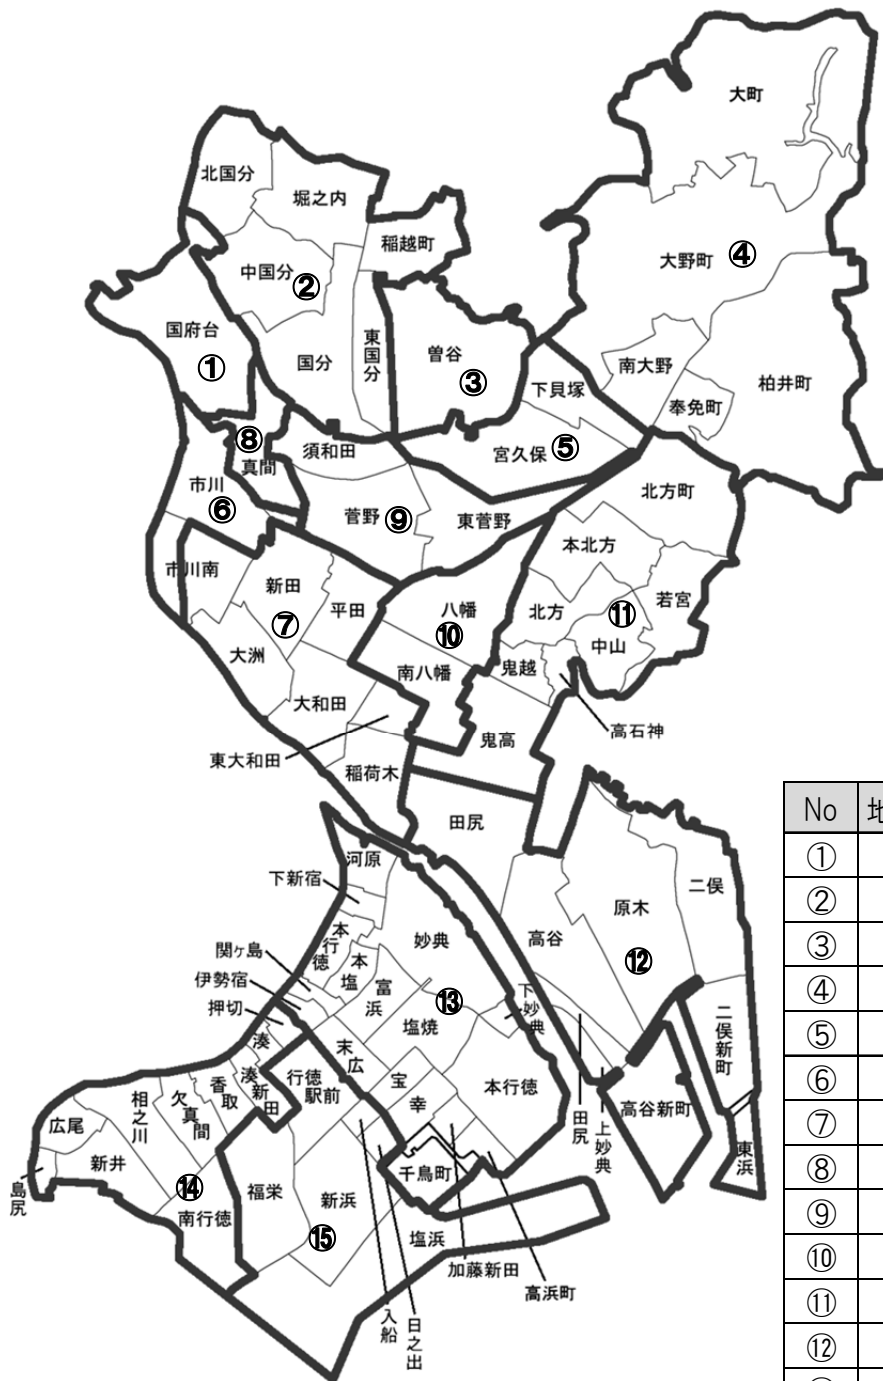 大町
北国分
堀之内
稲越町
大野町
④
中国分
②
国府台
①
国分
東国分
曽谷
③
下貝塚
南大野
奉免町
柏井町
⑧
真間
須和田
宮久保
⑤
市川
⑥
菅野
⑨
東菅野
北方町
本北方
市川南
新田
⑦
平田
八幡
⑩
北方
⑪
若宮
中山
大洲
南八幡
鬼越
大和田
高石神
東大和田
鬼高
稲荷木
田尻
河原
下新宿
二俣
原木
本行徳
妙典
高谷
⑫
関ヶ島
本塩
伊勢宿
富浜
⑬
下妙典
押切
塩焼
湊
末広
二俣新町
行徳駅前
宝
本行徳
湊新田
香取
欠真間
相之川
幸
高谷新町
広尾
田尻
上妙典
新井
千鳥町
東浜
島尻
⑭
福栄
新浜
南行徳
⑮
塩浜
加藤新田
高浜町
入船
日之出
No
①
②
③
④
⑤
⑥
⑦
⑧
⑨
⑩
⑪
⑫